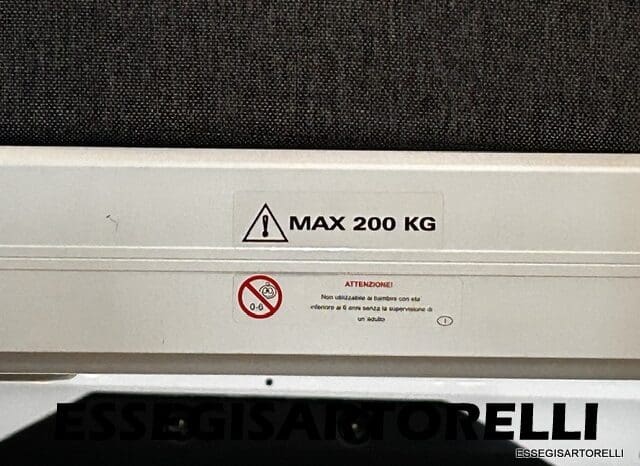 MAX 200 KG
ATTENZIONE!
0-6
Non utilizzabile ai bambini con età
inferiore ai 6 anni senza la supervisione di
un adulto
I
ESSEGISARTORELLI
ESSEGISARTORELLI